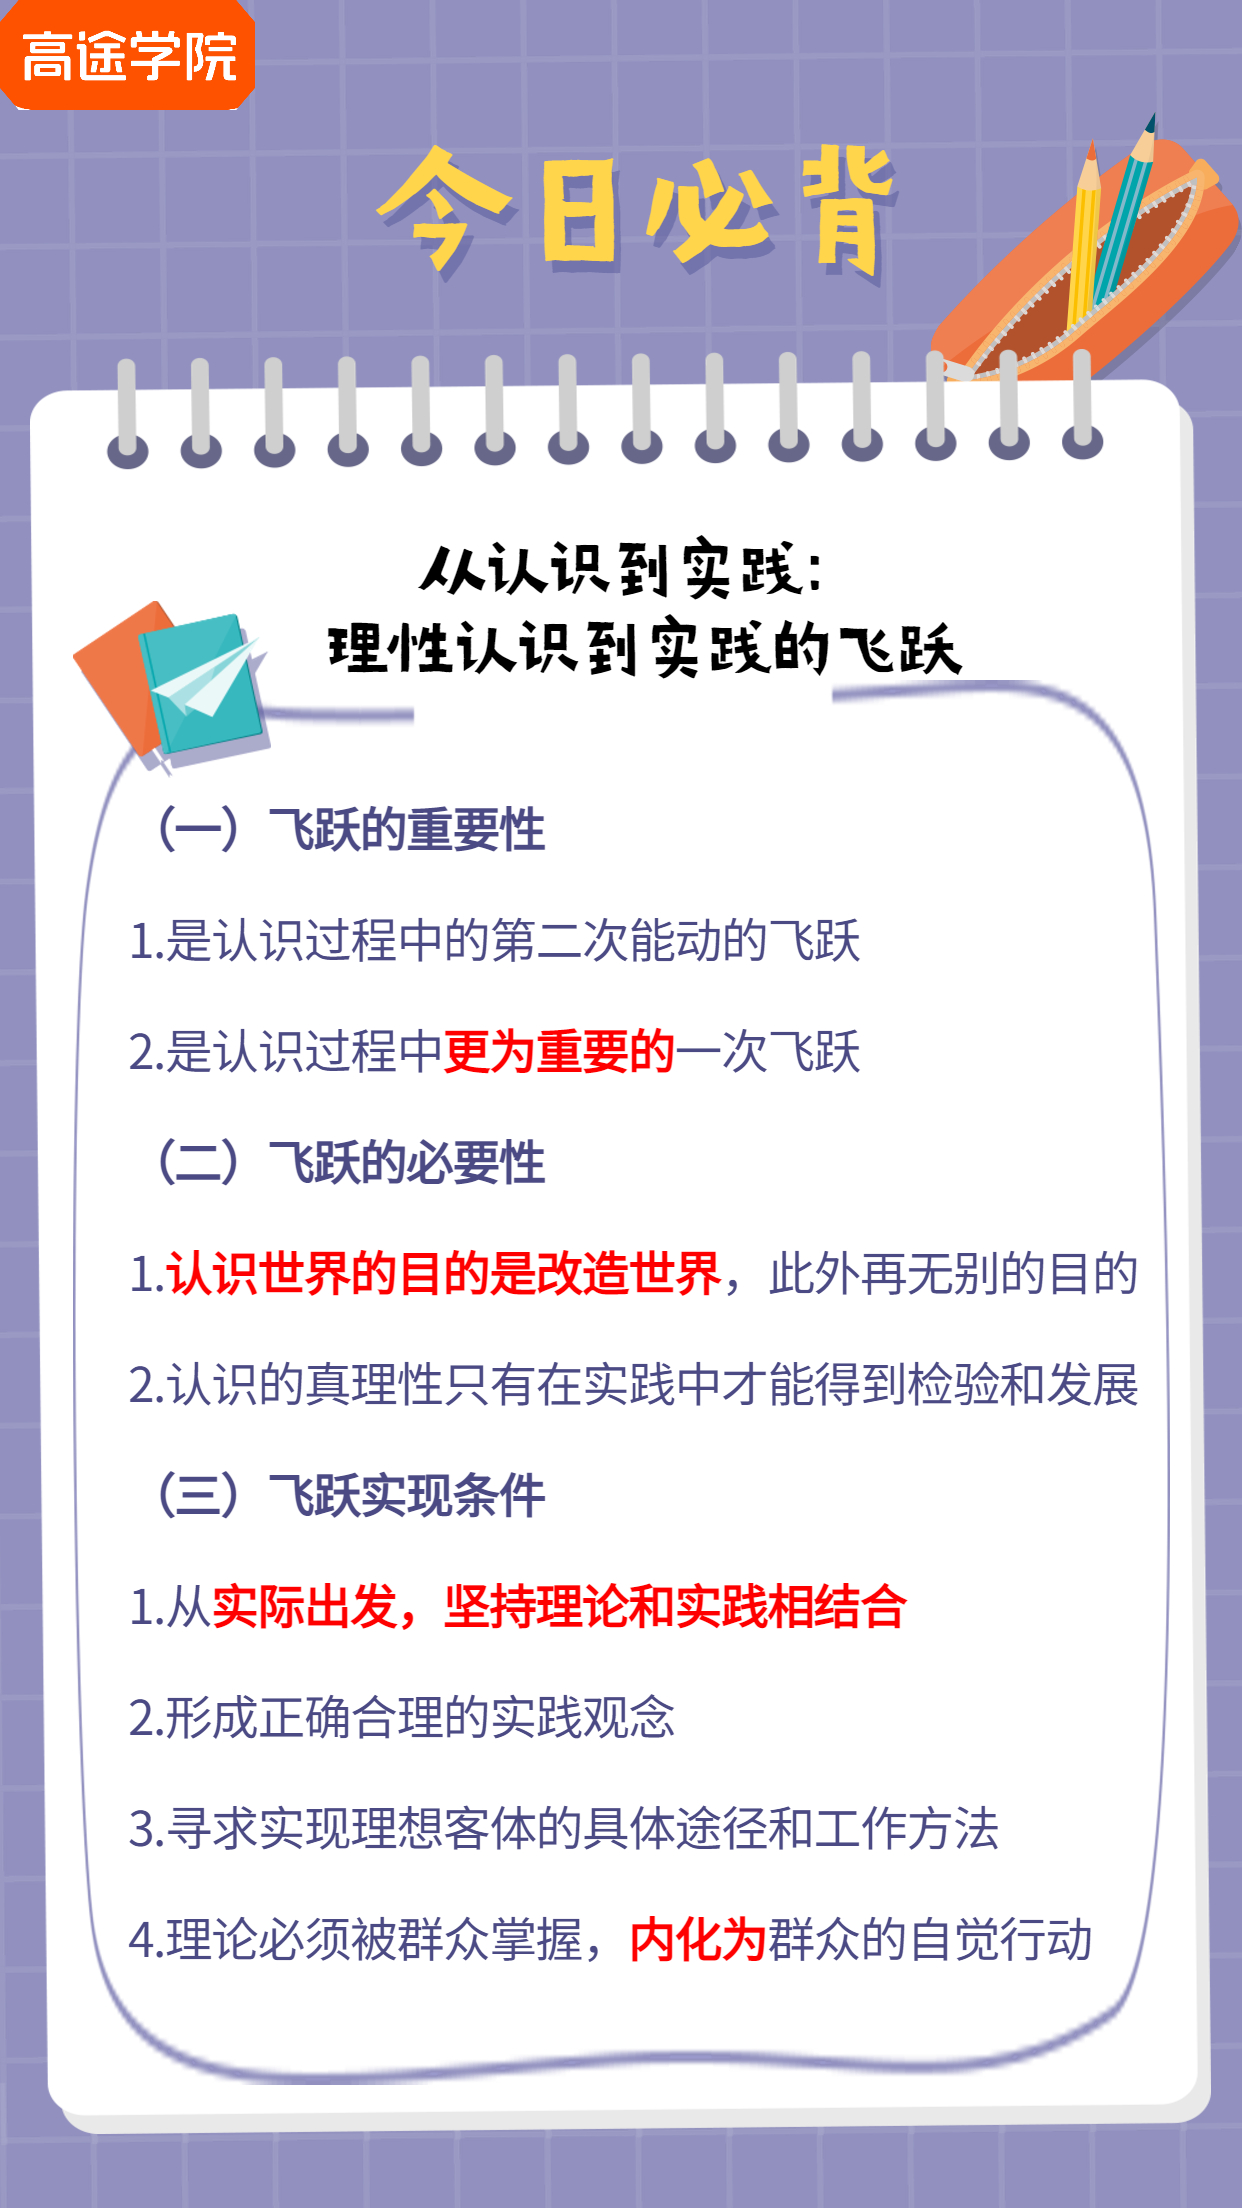 高途学院
今日必背
从认识到实践:
理性认识到实践的飞跃
（一）飞跃的重要性
1.是认识过程中的第二次能动的飞跃
2.是认识过程中更为重要的一次飞跃
（二）飞跃的必要性
1.认识世界的目的是改造世界，此外再无别的目的
2.认识的真理性只有在实践中才能得到检验和发展
（三）飞跃实现条件
1.从实际出发，坚持理论和实践相结合
2.形成正确合理的实践观念
3.寻求实现理想客体的具体途径和工作方法
4.理论必须被群众掌握，内化为群众的自觉行动